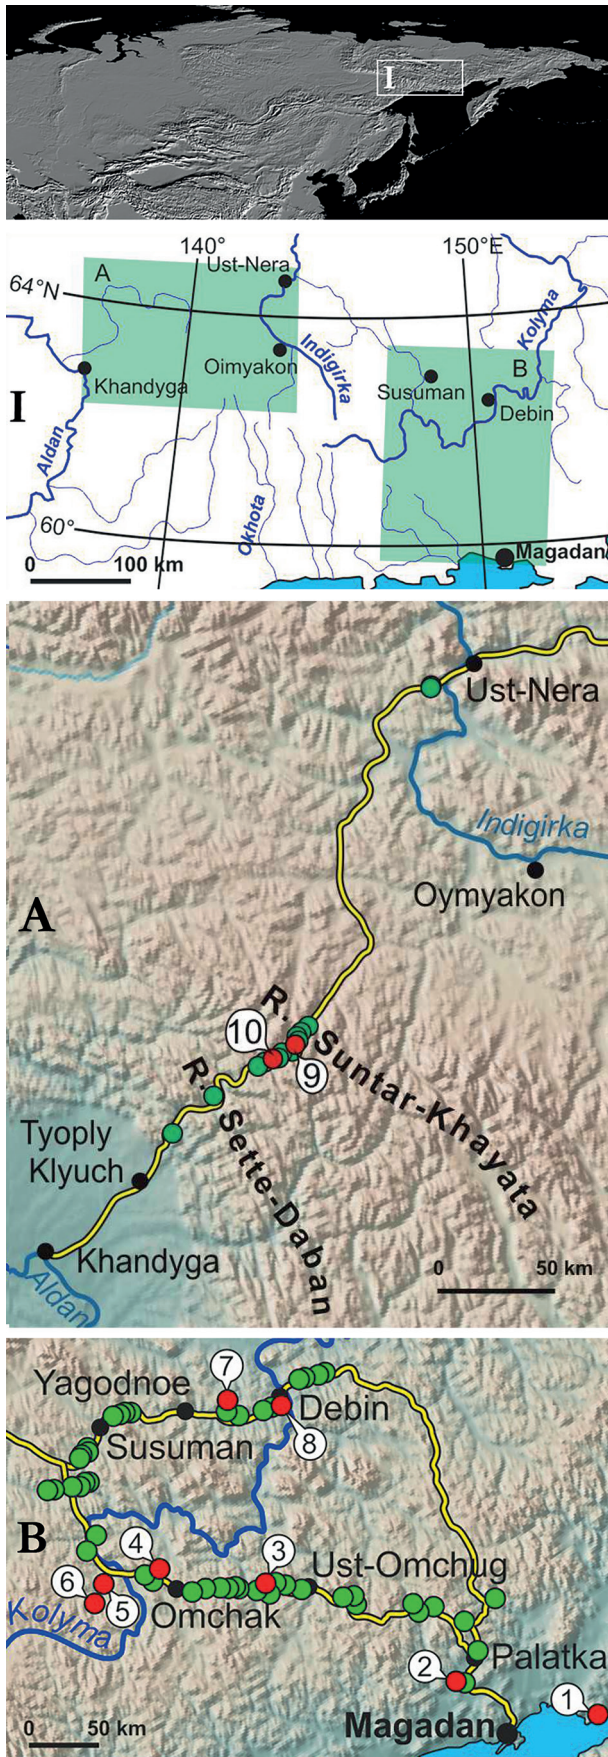 I
140°
150°E
A
Ust-Nera
64°N
Kolyma
Indigirka
Oimyakon
B
Khandyga
Susuman
Debin
I
Aldan
Okhota
60°
Magadan
0
100 km
Ust-Nera
Indigirka
Oymyakon
A
R. Suntar-Khayata
10
9
R. Sette-Daban
Tyoply
Klyuch
Khandyga
Aldan
0
50 km
7
Yagodnoe
Debin
Susuman
8
B
4
3
Ust-Omchug
6
5
Omchak
Kolyma
Palatka
2
1
Magadan
0
50 km